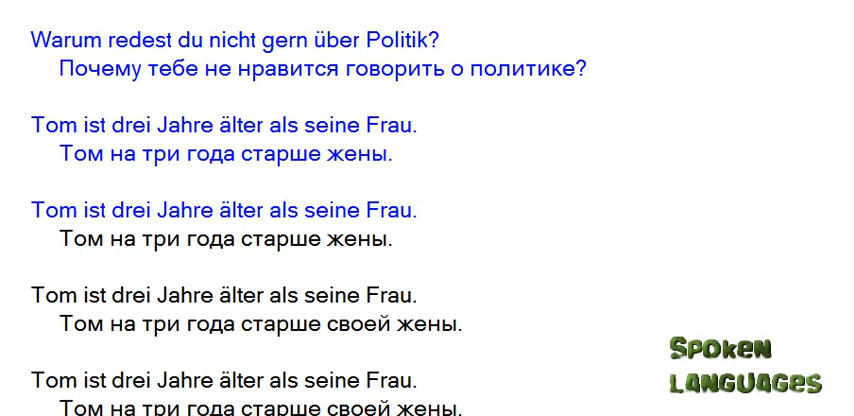 Warum redest du nicht gern über Politik?
Почему тебе не нравится говорить о политике?
Tom ist drei Jahre älter als seine Frau.
Том на три года старше жены.
Tom ist drei Jahre älter als seine Frau.
Том на три года старше жены.
Tom ist drei Jahre älter als seine Frau.
Том на три года старше своей жены.
Tom ist drei Jahre älter als seine Frau.
Том на три года старше своей жены.
SPOKEN
LANGUAGES